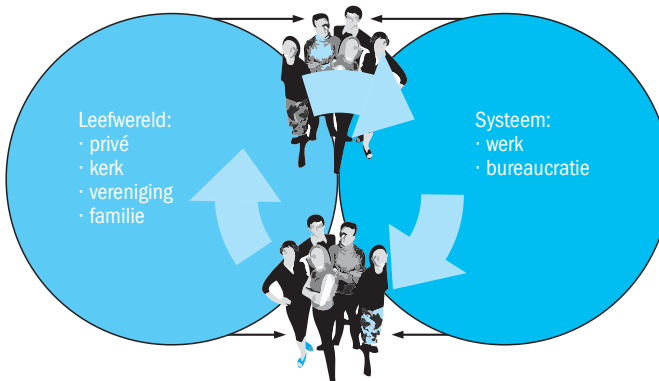 Leefwereld:
· privé
· kerk
· vereniging
· familie
Systeem:
· werk
· bureaucratie